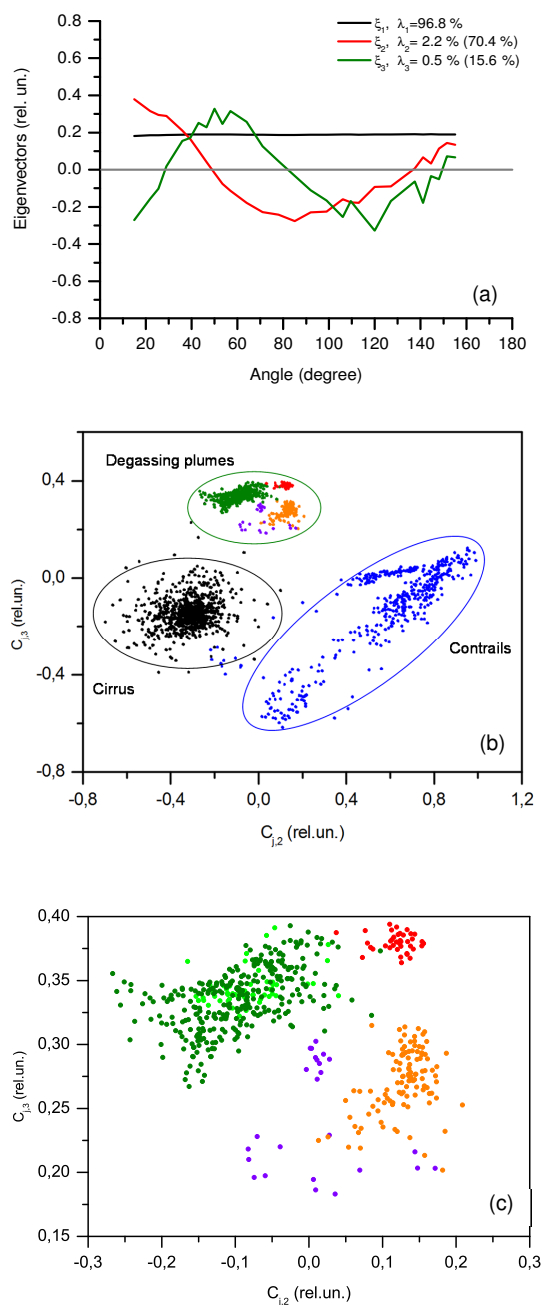 ξ₁, λ₁= 96.8 %
ξ₂, λ₂= 2.2 % (70.4 %)
ξ₃, λ₃= 0.5 % (15.6 %)
Eigenvectors (rel. un.)
0.8
0.6
0.4
0.2
0.0
-0.2
-0.4
-0.6
-0.8
(a)
0 20 40 60 80 100 120 140 160 180
Angle (degree)
Degassing plumes
0,4
0,0
-0,4
-0,8
C_{j,3} (rel.un.)
Cirrus
Contrails
(b)
-0,8 -0,4 0,0 0,4 0,8 1,2
C_{j,2} (rel.un.)
0,40
0,35
0,30
0,25
0,20
0,15
C_{j,3} (rel.un.)
(c)
-0,3 -0,2 -0,1 0,0 0,1 0,2 0,3
C_{j,2} (rel.un.)